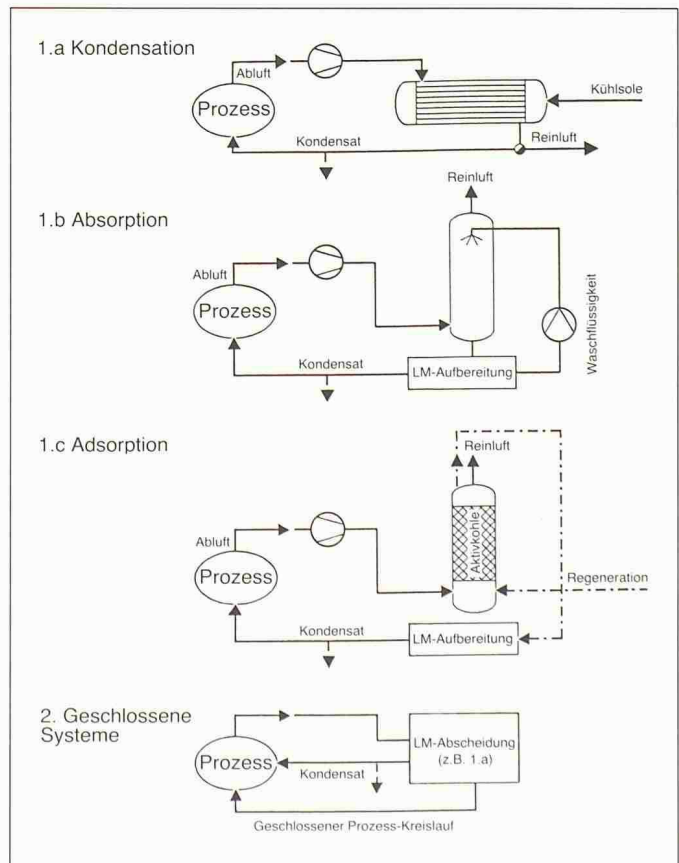 1.a Kondensation
Abluft
Prozess
Kühlsole
Kondensat
Reinluft
1.b Absorption
Reinluft
Abluft
Prozess
Waschflüssigkeit
Kondensat
LM-Aufbereitung
1.c Adsorption
Reinluft
Abluft
Aktivkohle
Prozess
Regeneration
Kondensat
LM-Aufbereitung
2. Geschlossene
Systeme
LM-Abscheidung
(z.B. 1.a)
Prozess
Kondensat
Geschlossener Prozess-Kreislauf